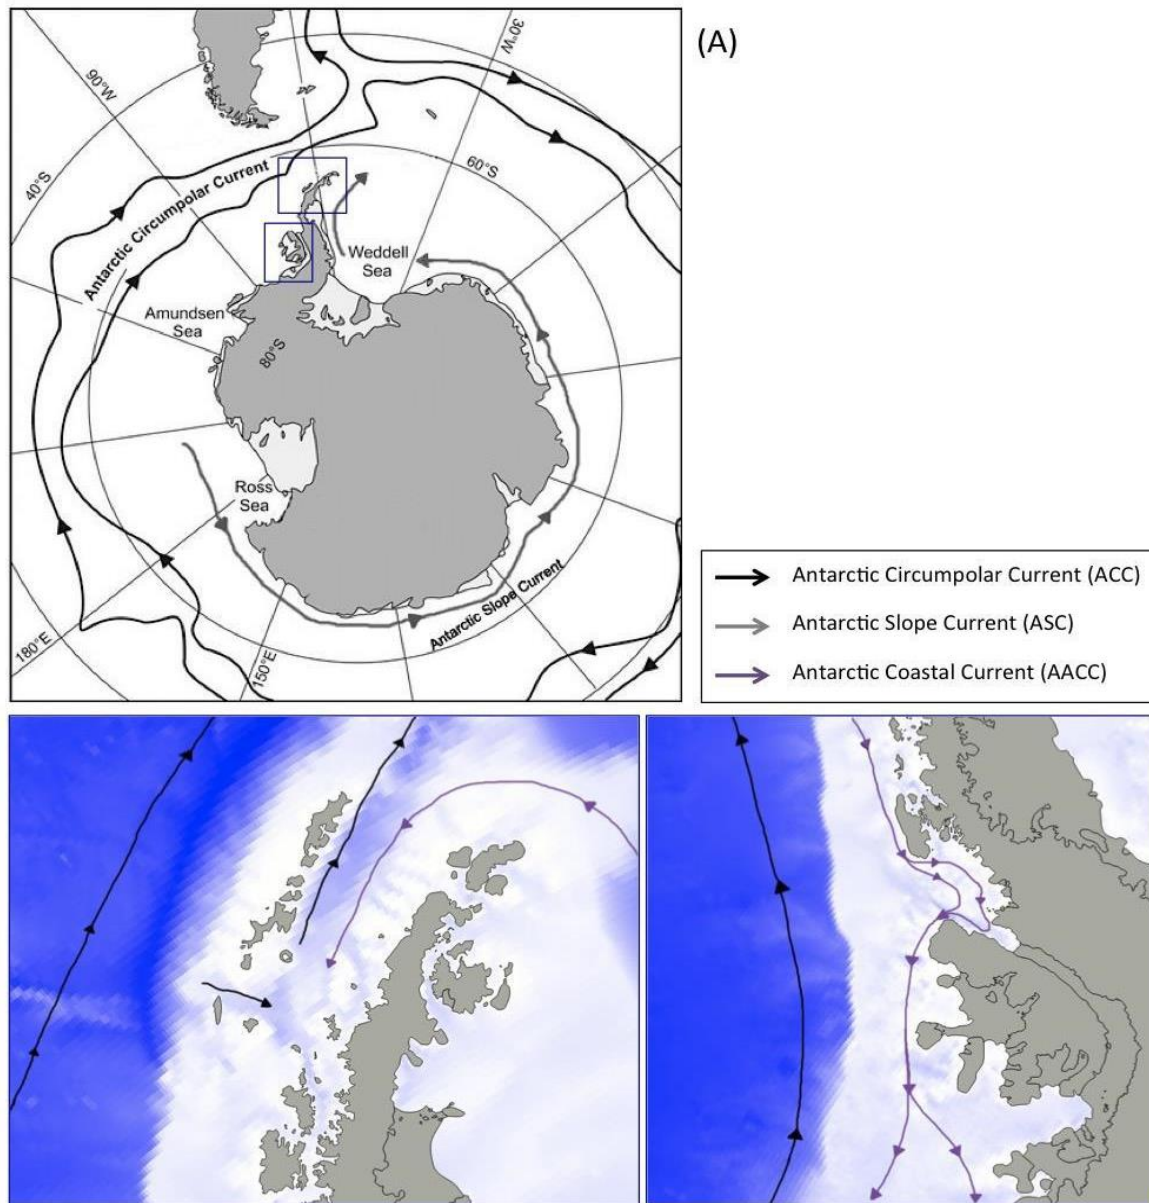 (A)
30°W
90°W
40°S
60°S
Antarctic Circumpolar Current
Weddell
Sea
Amundsen
Sea
80°S
Ross
Sea
Antarctic Slope Current
180°E
150°E
Antarctic Circumpolar Current (ACC)
Antarctic Slope Current (ASC)
Antarctic Coastal Current (AACC)